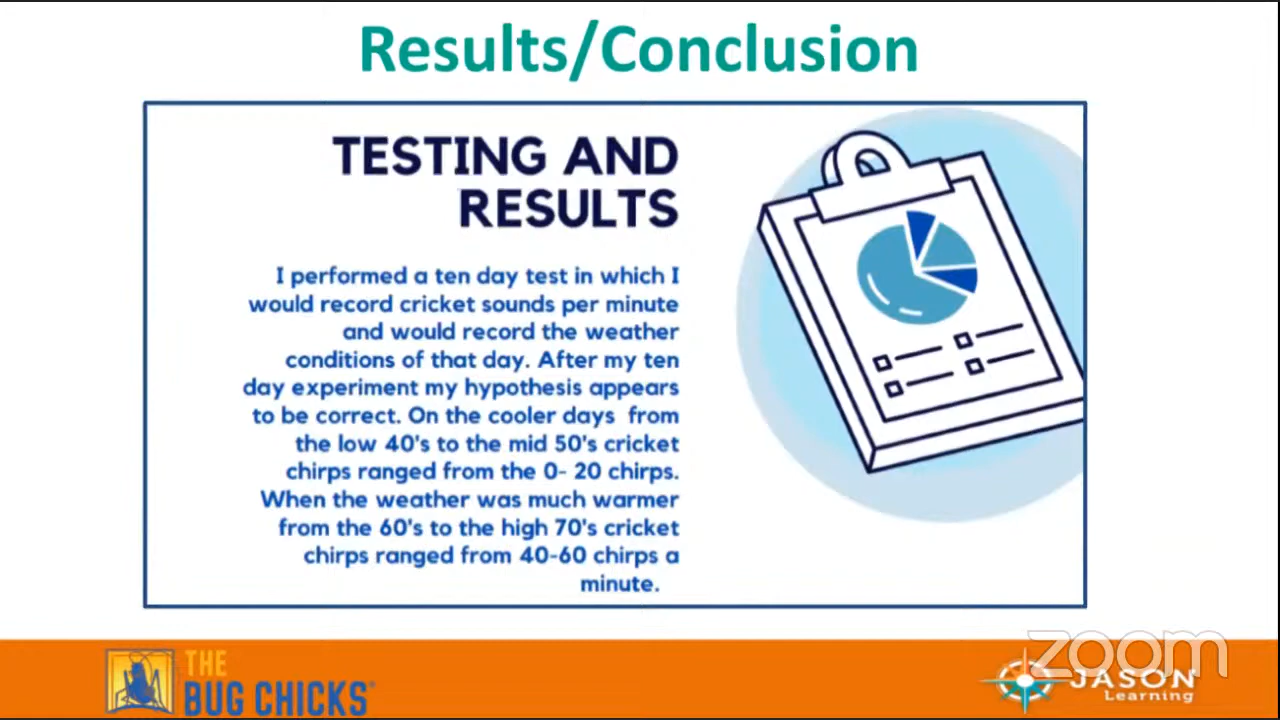 Results/Conclusion
TESTING AND
RESULTS
I performed a ten day test in which I
would record cricket sounds per minute
and would record the weather
conditions of that day. After my ten
day experiment my hypothesis appears
to be correct. On the cooler days  from
the low 40's to the mid 50's cricket
chirps ranged from the 0- 20 chirps.
When the weather was much warmer
from the 60's to the high 70's cricket
chirps ranged from 40-60 chirps a
minute.
THE
BUG CHICKS®
zoom
JASON
Learning